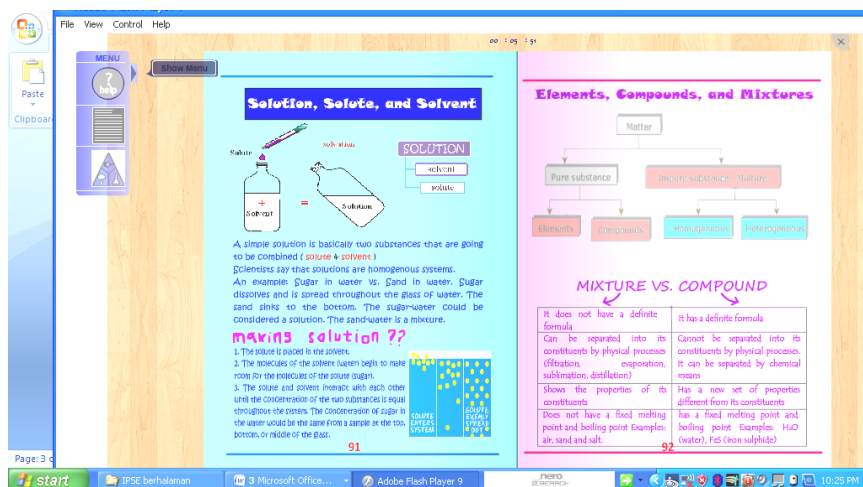 File View Control Help
Paste
Clipboar
Page: 3 o
00 : 05 : 51
MENU
help
Show Menu
Solution, Solute, and Solvent
Solute
solvation
+
Solvent
=
Solution
SOLUTION
solvent
solute
A simple solution is basically two substances that are going
to be combined ( solute & solvent )
Scientists say that solutions are homogenous systems.
An example: Sugar in water Vs. Sand in water. Sugar
dissolves and is spread throughout the glass of water. The
sand sinks to the bottom. The sugar-water could be
considered a solution. The sand-water is a mixture.
making solution ??
1. The solute is placed in the solvent.
2. The molecules of the solvent (water) begin to make
room for the molecules of the solute (sugar).
3. The solute and solvent interact with each other
until the concentration of the two substances is equal
throughout the system. The concentration of sugar in
the water would be the same from a sample at the top,
bottom, or middle of the glass.
SOLUTE
ENTERS
SYSTEM
SOLUTE
EVENLY
SPREAD
OUT
91
Elements, Compounds, and Mixtures
Matter
Pure substance
Impure substance - Mixture
Elements
Compounds
Homogeneous
Heterogeneous
MIXTURE VS. COMPOUND
It does not have a definite
formula
It has a definite formula
Can be separated into its
constituents by physical processes
(filtration, evaporation,
sublimation, distillation)
Cannot be separated into its
constituents by physical processes.
It can be separated by chemical
means
Shows the properties of its
constituents
Has a new set of properties
different from its constituents
Does not have a fixed melting
point and boiling point Examples:
air, sand and salt.
has a fixed melting point and
boiling point Examples: H2O
(water), FeS (iron sulphide)
92
start
IPSE berhalaman
3 Microsoft Office...
Adobe Flash Player 9
nero
SEARCH
10:25 PM